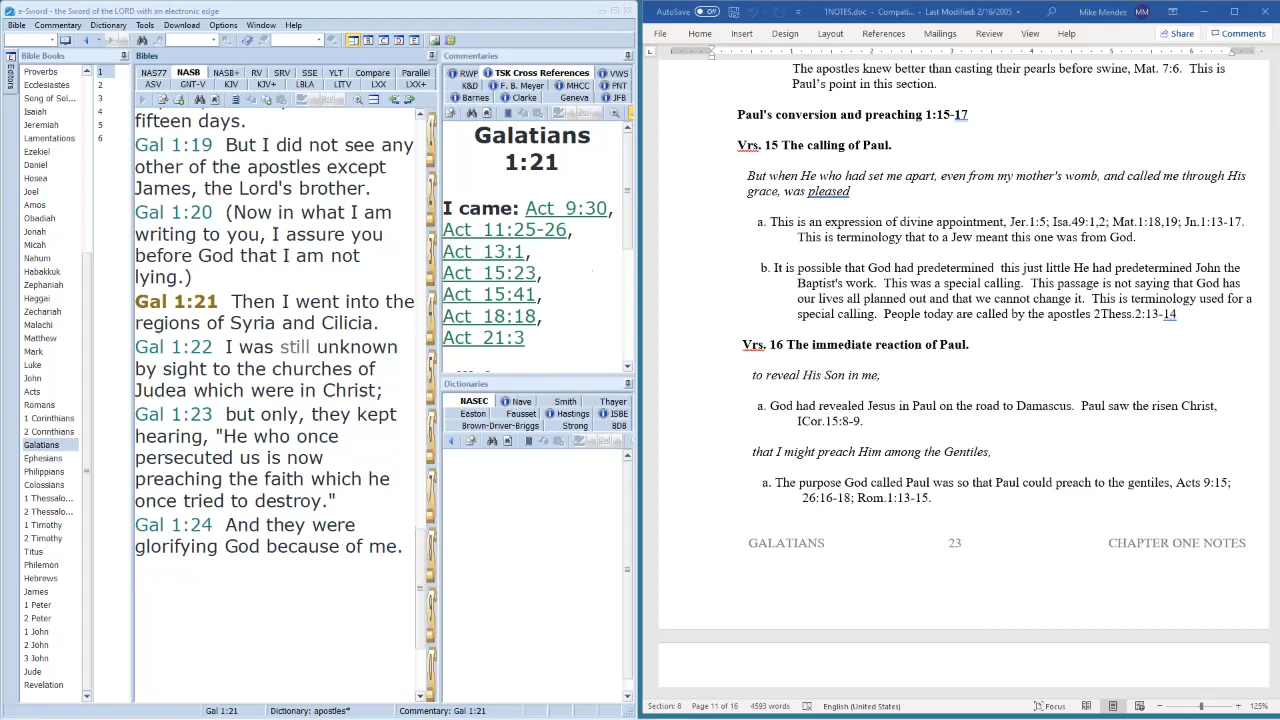 e-Sword - the Sword of the LORD with an electronic edge
Bible Commentary Dictionary Tools Download Options Window Help
Bible Books
Editors
Proverbs
Ecclesiastes
Song of Sol...
Isaiah
Jeremiah
Lamentations
Ezekiel
Daniel
Hosea
Joel
Amos
Obadiah
Jonah
Micah
Nahum
Habakkuk
Zephaniah
Haggai
Zechariah
Malachi
Matthew
Mark
Luke
John
Acts
Romans
1 Corinthians
2 Corinthians
Galatians
Ephesians
Philippians
Colossians
1 Thessalo...
2 Thessalo...
1 Timothy
2 Timothy
Titus
Philemon
Hebrews
James
1 Peter
2 Peter
1 John
2 John
3 John
Jude
Revelation
1
2
3
4
5
6
Bibles
NAS77 NASB NASB+ RV SRV SSE YLT Compare Parallel
ASV GNT-V KJV KJV+ LBLA LITV LXX LXX+
fifteen days.
Gal 1:19 But I did not see any
other of the apostles except
James, the Lord's brother.
Gal 1:20 (Now in what I am
writing to you, I assure you
before God that I am not
lying.)
Gal 1:21 Then I went into the
regions of Syria and Cilicia.
Gal 1:22 I was still unknown
by sight to the churches of
Judea which were in Christ;
Gal 1:23 but only, they kept
hearing, "He who once
persecuted us is now
preaching the faith which he
once tried to destroy."
Gal 1:24 And they were
glorifying God because of me.
Commentaries
RWP TSK Cross References VWS
K&D F. B. Meyer MHCC PNT
Barnes Clarke Geneva JFB
Galatians
1:21
I came: Act 9:30,
Act 11:25-26,
Act 13:1,
Act 15:23,
Act 15:41,
Act 18:18,
Act 21:3
Dictionaries
NASEC Nave Smith Thayer
Easton Fausset Hastings ISBE
Brown-Driver-Briggs Strong BDB
Gal 1:21 Dictionary: apostles* Commentary: Gal 1:21
AutoSave Off 1NOTES.doc - Compati... - Last Modified: 2/16/2005 Mike Mendez MM
File Home Insert Design Layout References Mailings Review View Help Share Comments
1 2 3 4 5 6
The apostles knew better than casting their pearls before swine, Mat. 7:6. This is
Paul's point in this section.
Paul's conversion and preaching 1:15-17
Vrs. 15 The calling of Paul.
But when He who had set me apart, even from my mother's womb, and called me through His
grace, was pleased
a. This is an expression of divine appointment, Jer.1:5; Isa.49:1,2; Mat.1:18,19; Jn.1:13-17.
This is terminology that to a Jew meant this one was from God.
b. It is possible that God had predetermined this just little He had predetermined John the
Baptist's work. This was a special calling. This passage is not saying that God has
our lives all planned out and that we cannot change it. This is terminology used for a
special calling. People today are called by the apostles 2Thess.2:13-14
Vrs. 16 The immediate reaction of Paul.
to reveal His Son in me,
a. God had revealed Jesus in Paul on the road to Damascus. Paul saw the risen Christ,
ICor.15:8-9.
that I might preach Him among the Gentiles,
a. The purpose God called Paul was so that Paul could preach to the gentiles, Acts 9:15;
26:16-18; Rom.1:13-15.
GALATIANS 23 CHAPTER ONE NOTES
Section: 8 Page 11 of 16 4593 words English (United States) Focus 125%